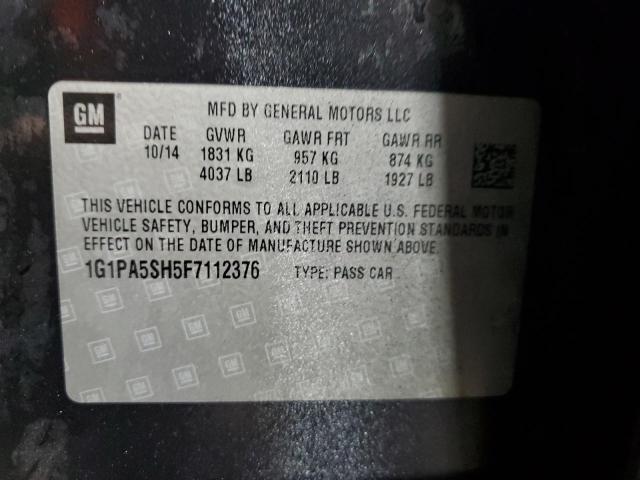 GM
MFD BY GENERAL MOTORS LLC
DATE GVWR GAWR FRT GAWR RR
10/14 1831 KG 957 KG 874 KG
4037 LB 2110 LB 1927 LB
THIS VEHICLE CONFORMS TO ALL APPLICABLE U.S. FEDERAL MOTOR
VEHICLE SAFETY, BUMPER, AND THEFT PREVENTION STANDARDS IN
EFFECT ON THE DATE OF MANUFACTURE SHOWN ABOVE.
1G1PA5SH5F7112376 TYPE: PASS CAR